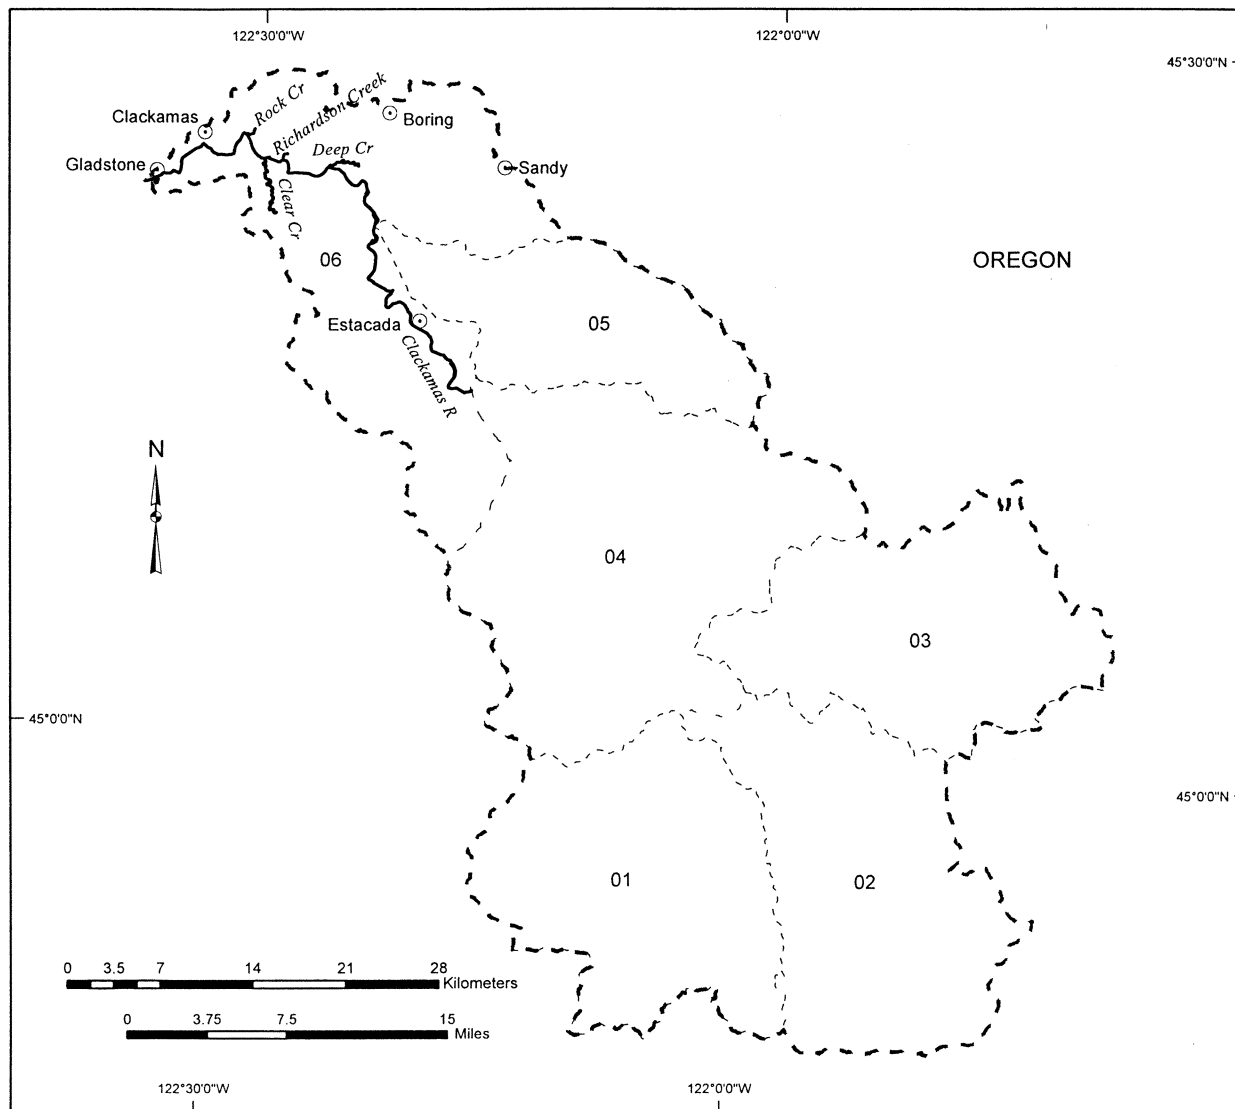 122°30'0"W
122°0'0"W
45°30'0"N
Rock Cr
Richardson Creek
Clackamas
Boring
Deep Cr
Gladstone
Sandy
Clear Cr
06
OREGON
05
Estacada
Clackamas R
N
04
03
45°0'0"N
45°0'0"N
01
02
0 3.5 7 14 21 28
Kilometers
0 3.75 7.5 15
Miles
122°30'0"W
122°0'0"W